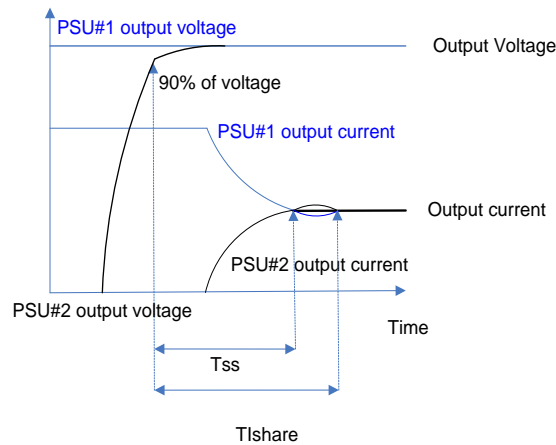 PSU#1 output voltage
Output Voltage
90% of voltage
PSU#1 output current
Output current
PSU#2 output current
PSU#2 output voltage
Time
Tss
TIshare